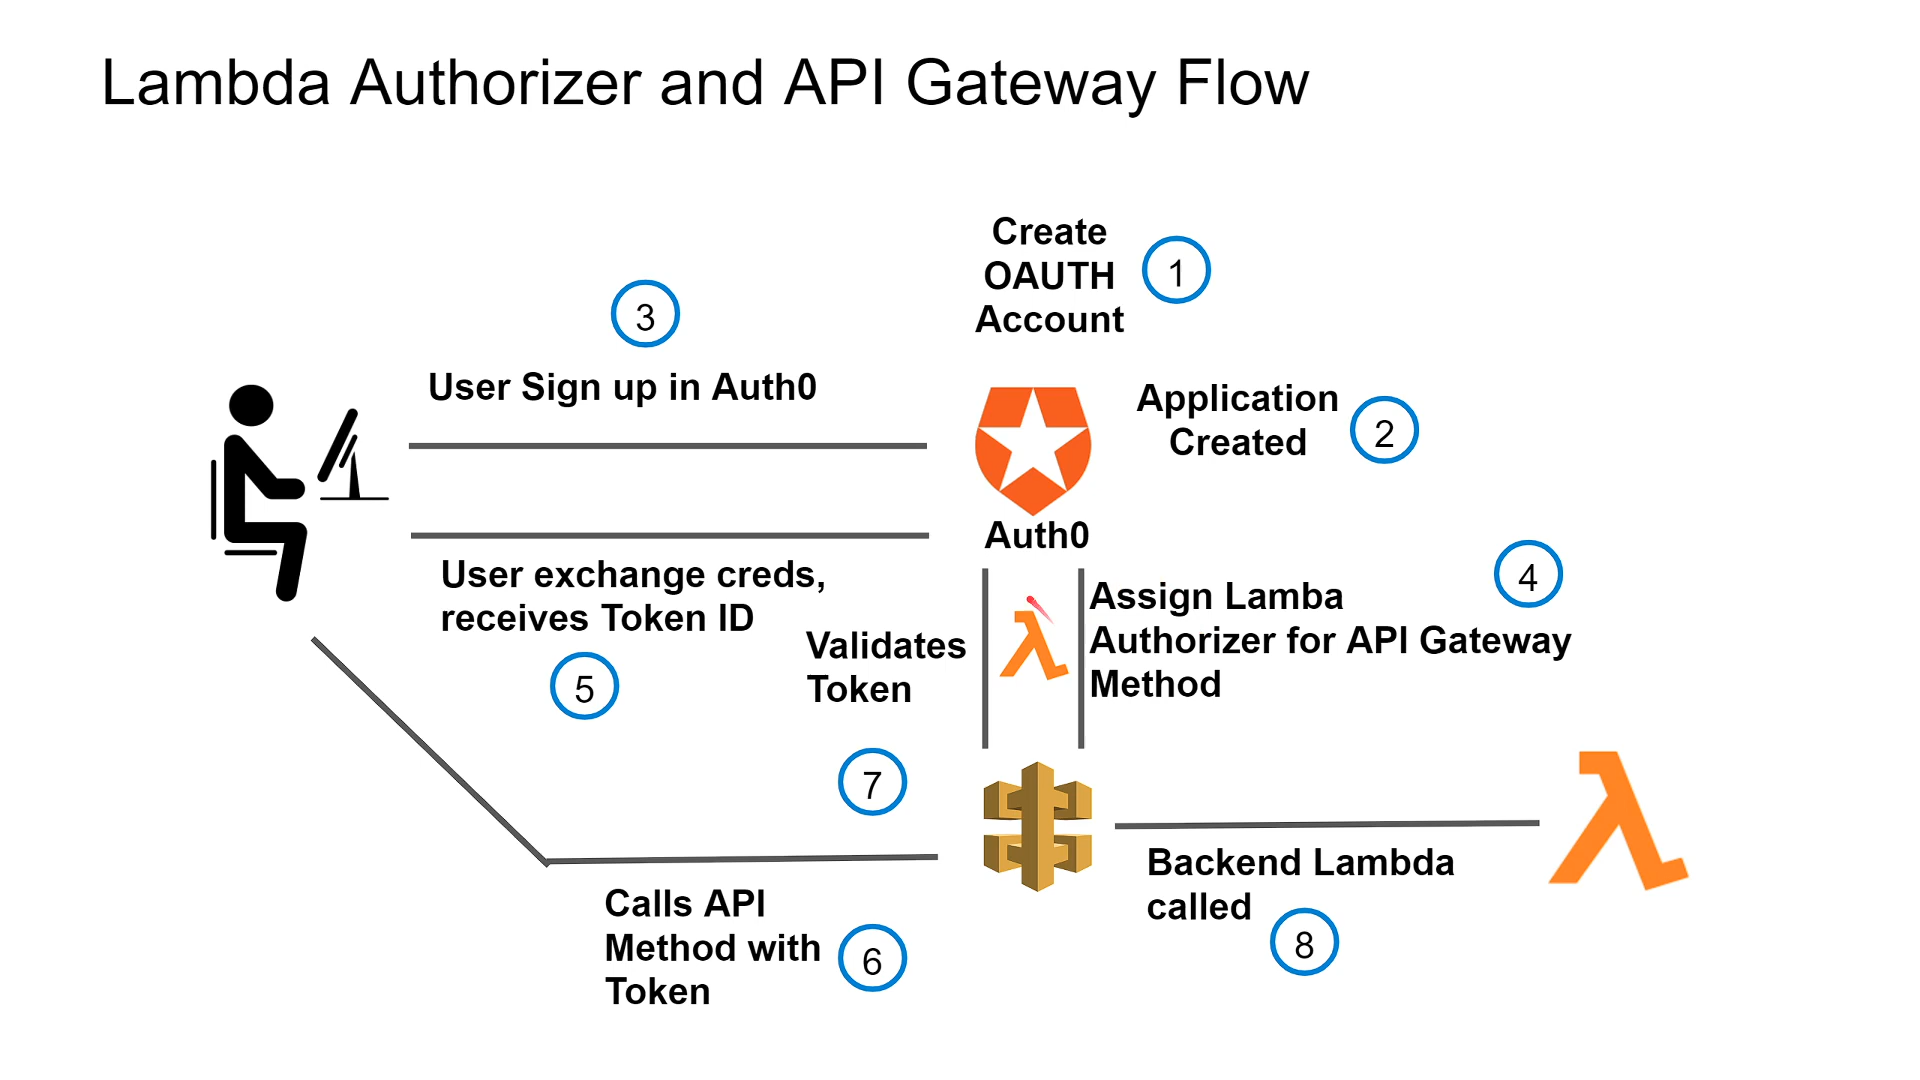 Lambda Authorizer and API Gateway Flow
Create
OAUTH
Account
1
3
User Sign up in Auth0
Application
Created
2
Auth0
User exchange creds,
receives Token ID
5
4
Assign Lamba
Authorizer for API Gateway
Method
Validates
Token
7
Calls API
Method with
Token
6
Backend Lambda
called
8